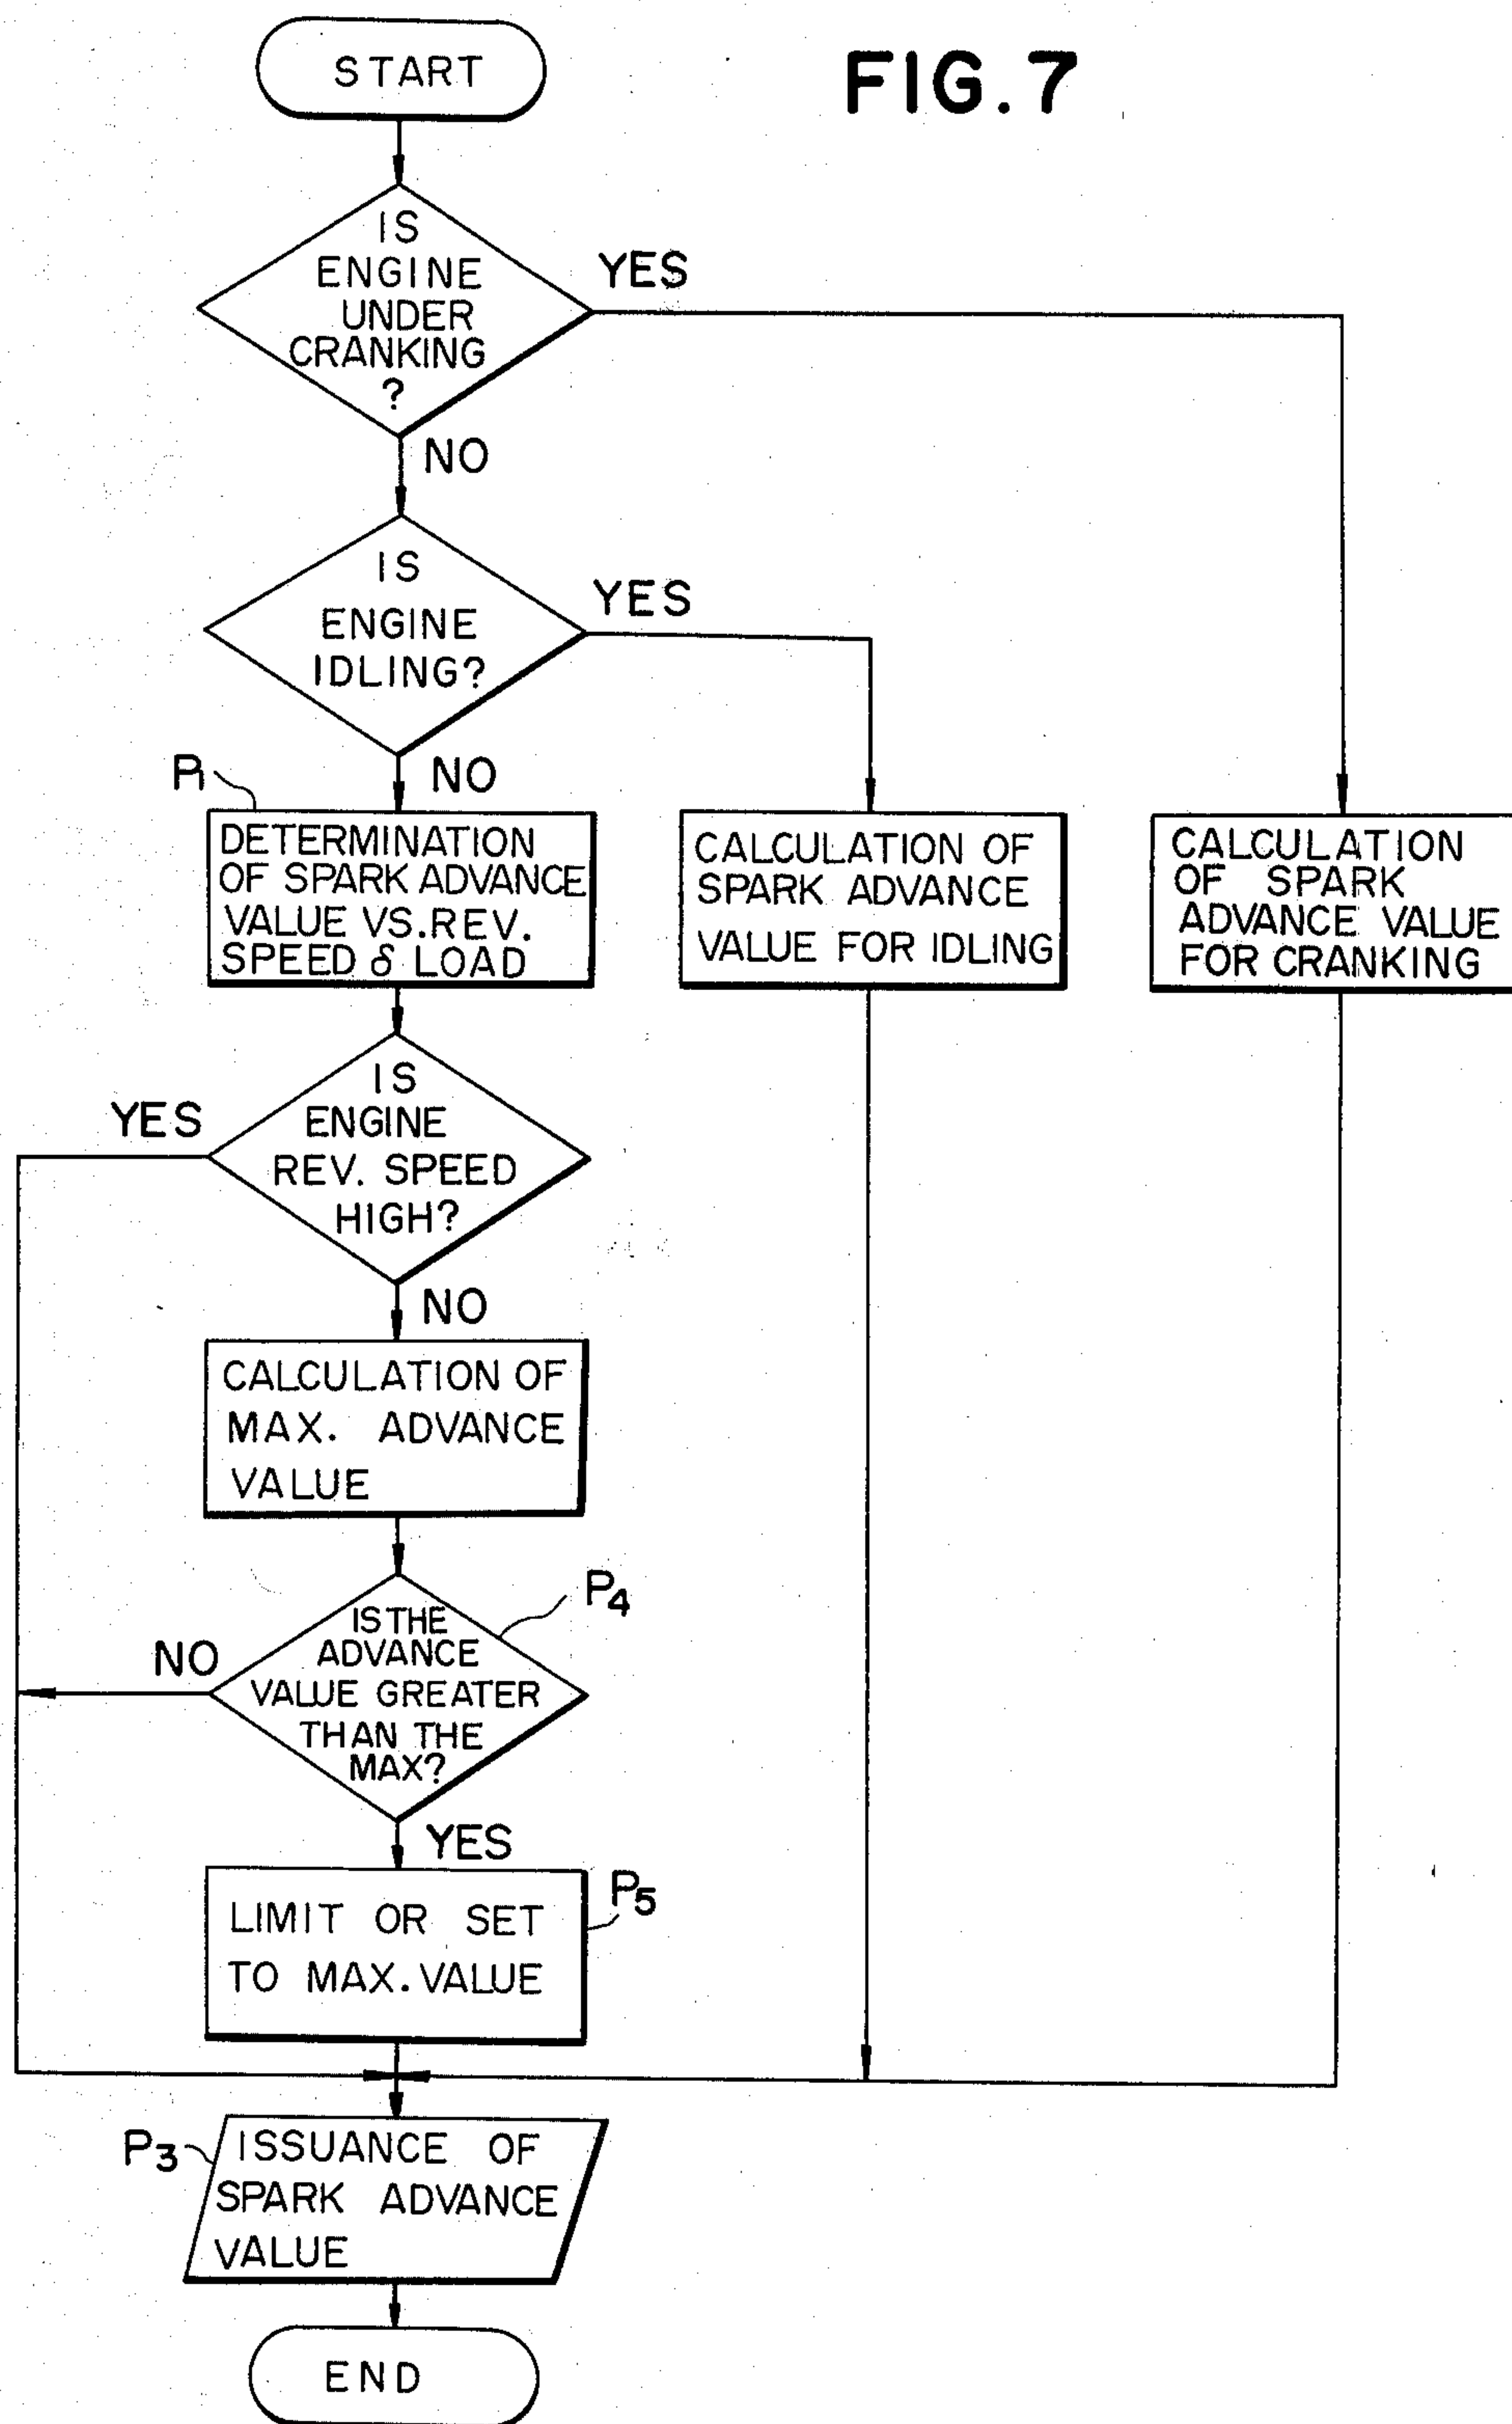 START
FIG. 7
IS
ENGINE
UNDER
CRANKING
?
YES
NO
IS
ENGINE
IDLING?
YES
NO
P1
DETERMINATION
OF SPARK ADVANCE
VALUE VS. REV.
SPEED & LOAD
CALCULATION OF
SPARK ADVANCE
VALUE FOR IDLING
CALCULATION
OF SPARK
ADVANCE VALUE
FOR CRANKING
IS
ENGINE
REV. SPEED
HIGH?
YES
NO
CALCULATION OF
MAX. ADVANCE
VALUE
P4
IS THE
ADVANCE
VALUE GREATER
THAN THE
MAX?
NO
YES
P5
LIMIT OR SET
TO MAX. VALUE
P3
ISSUANCE OF
SPARK ADVANCE
VALUE
END